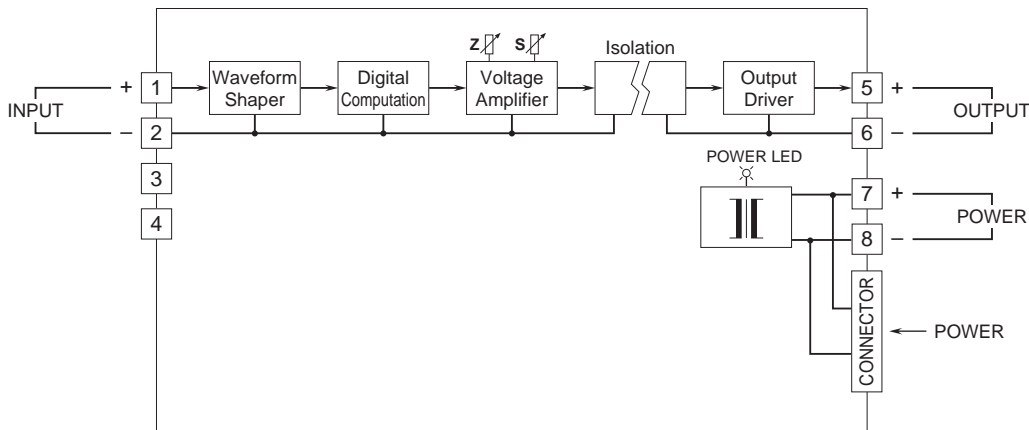 Z S
Isolation
Waveform
Shaper
Digital
Computation
Voltage
Amplifier
Output
Driver
INPUT
+ 1
– 2
3
4
5 +
6 –
OUTPUT
POWER LED
7 +
8 –
POWER
CONNECTOR
POWER